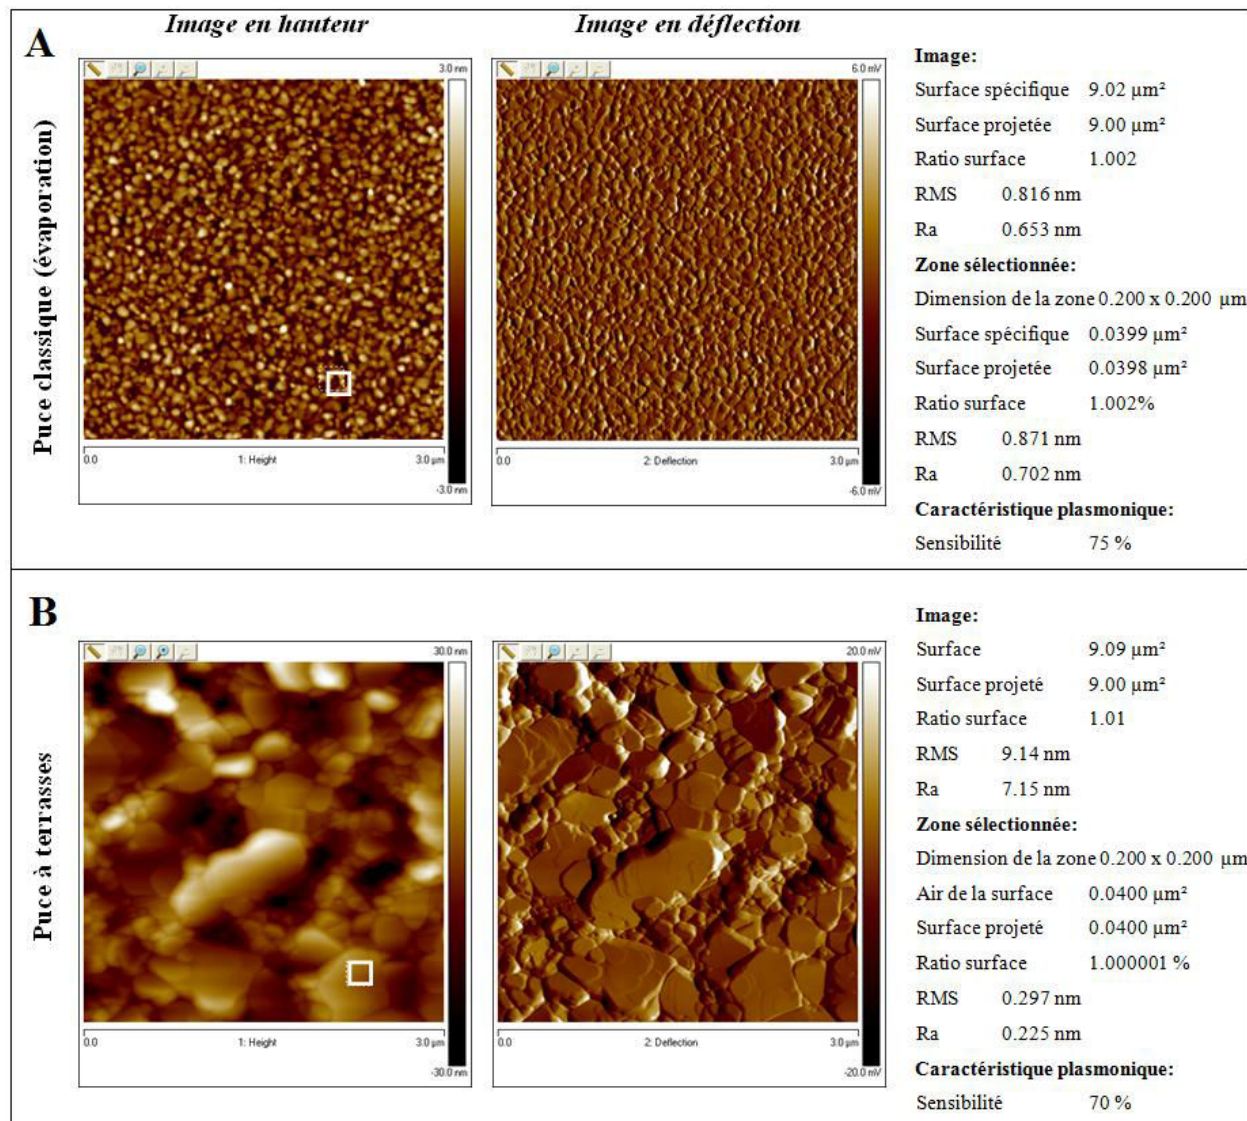 Image en hauteur
Image en déflection
A
Puce classique (évaporation)
3.0 nm
0.0
1: Height
3.0 µm
-3.0 nm
6.0 mV
0.0
2: Deflection
3.0 µm
-6.0 mV
Image:
Surface spécifique 9.02 µm²
Surface projetée 9.00 µm²
Ratio surface 1.002
RMS 0.816 nm
Ra 0.653 nm
Zone sélectionnée:
Dimension de la zone 0.200 x 0.200 µm
Surface spécifique 0.0399 µm²
Surface projetée 0.0398 µm²
Ratio surface 1.002%
RMS 0.871 nm
Ra 0.702 nm
Caractéristique plasmonique:
Sensibilité 75 %
B
Puce à terrasses
30.0 nm
0.0
1: Height
3.0 µm
-30.0 nm
20.0 mV
0.0
2: Deflection
3.0 µm
-20.0 mV
Image:
Surface 9.09 µm²
Surface projeté 9.00 µm²
Ratio surface 1.01
RMS 9.14 nm
Ra 7.15 nm
Zone sélectionnée:
Dimension de la zone 0.200 x 0.200 µm
Air de la surface 0.0400 µm²
Surface projeté 0.0400 µm²
Ratio surface 1.000001 %
RMS 0.297 nm
Ra 0.225 nm
Caractéristique plasmonique:
Sensibilité 70 %